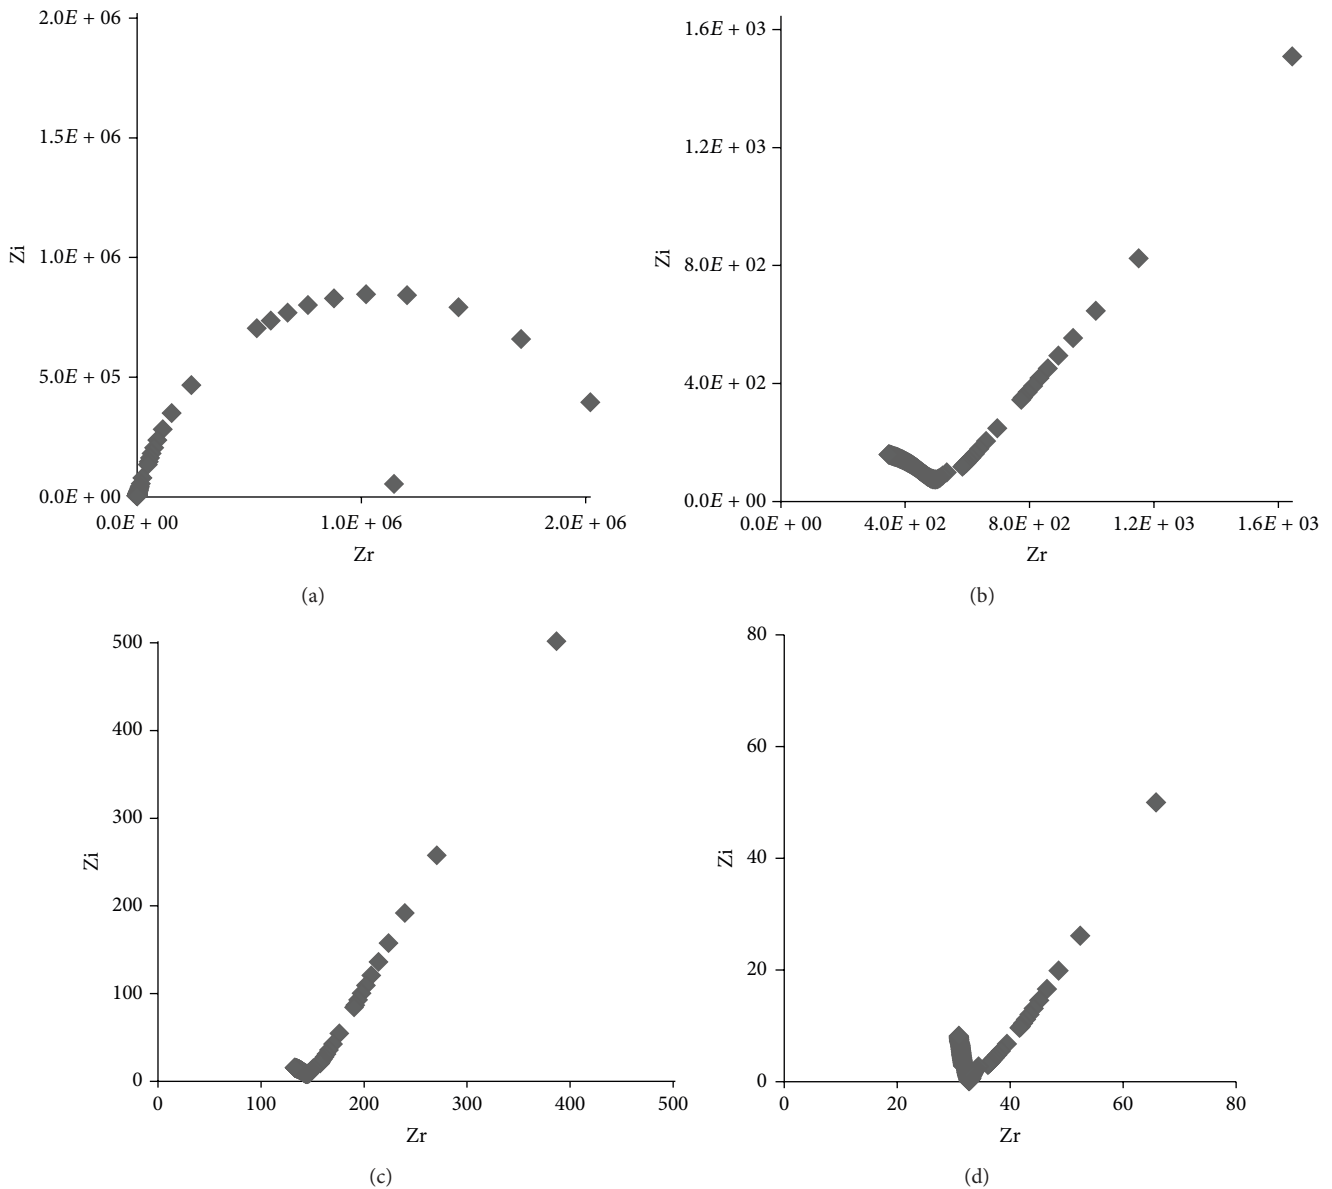 2.0E + 06
1.5E + 06
1.0E + 06
5.0E + 05
0.0E + 00
Zi
0.0E + 00 1.0E + 06 2.0E + 06
Zr
(a)
1.6E + 03
1.2E + 03
8.0E + 02
4.0E + 02
0.0E + 00
Zi
0.0E + 00 4.0E + 02 8.0E + 02 1.2E + 03 1.6E + 03
Zr
(b)
500
400
300
200
100
0
Zi
0 100 200 300 400 500
Zr
(c)
80
60
40
20
0
Zi
0 20 40 60 80
Zr
(d)